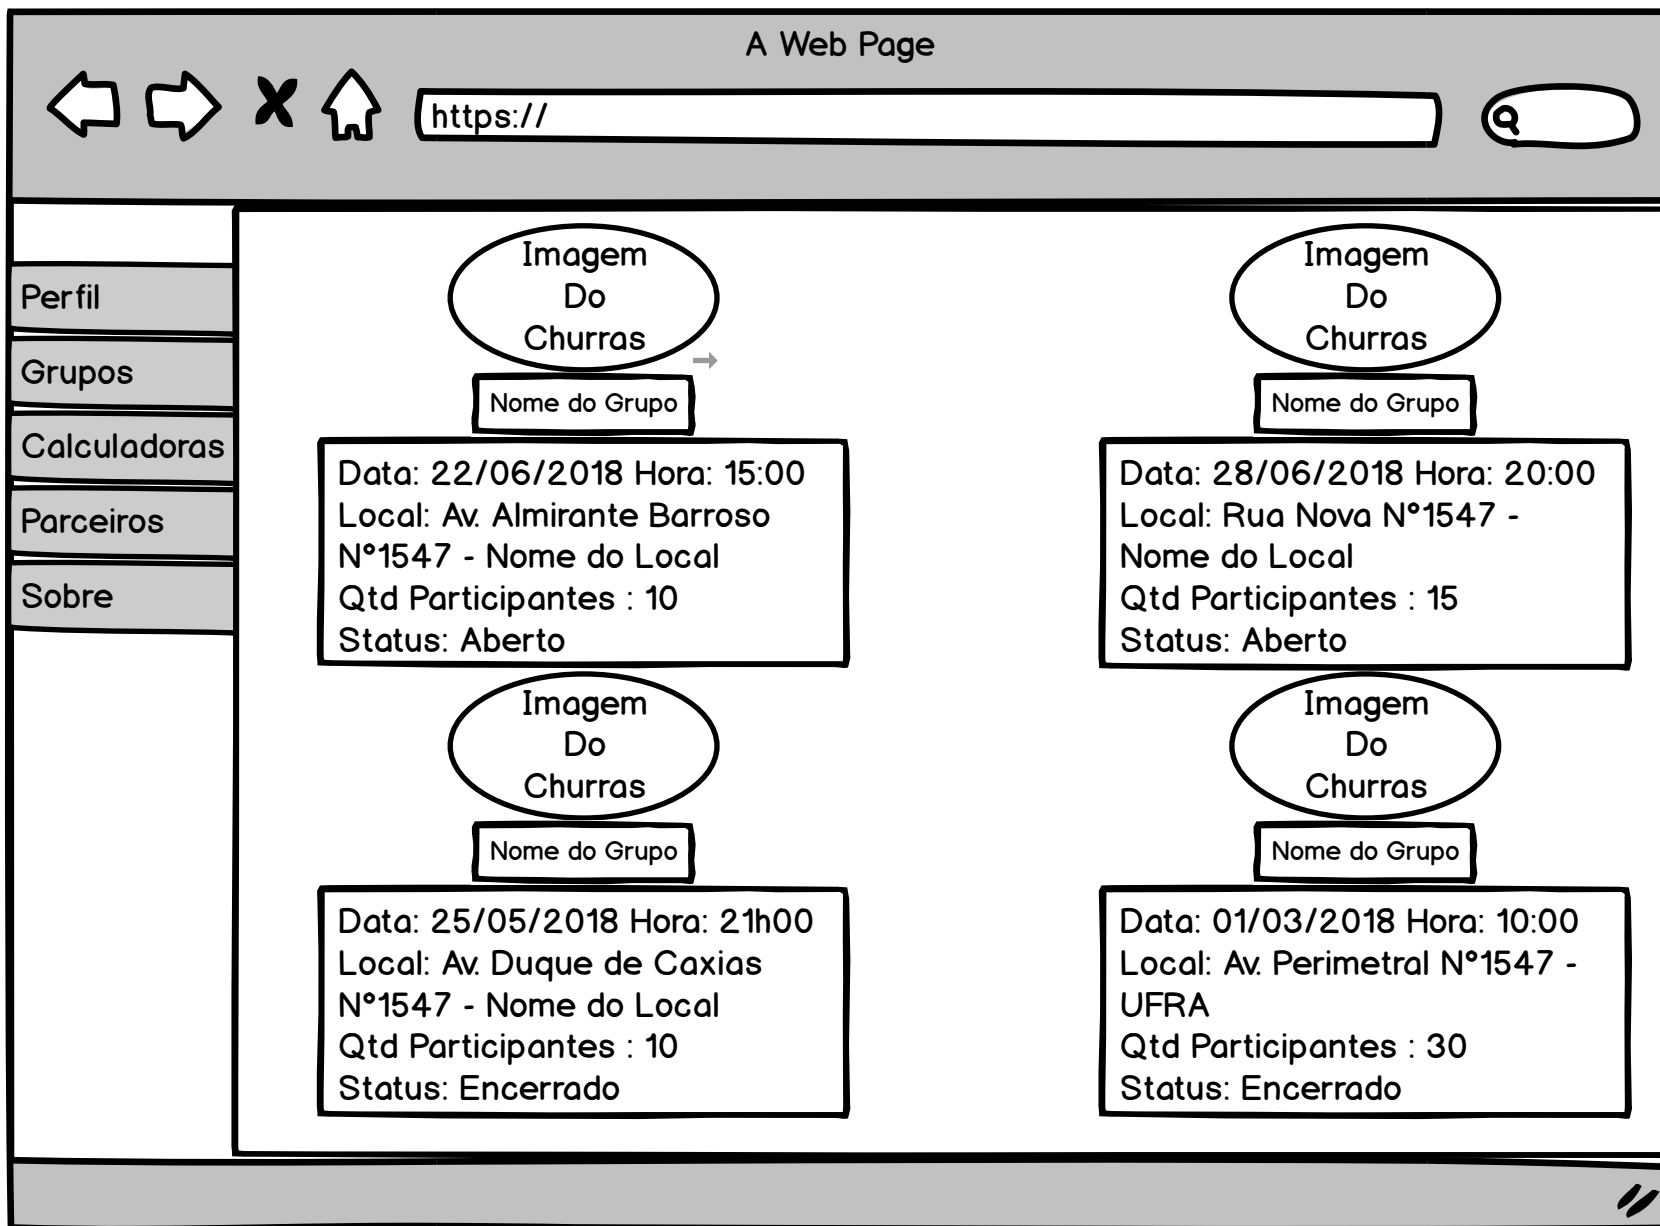 A Web Page
https://
Perfil
Grupos
Calculadoras
Parceiros
Sobre
Imagem
Do
Churras
Nome do Grupo
Data: 22/06/2018 Hora: 15:00
Local: Av. Almirante Barroso
N°1547 - Nome do Local
Qtd Participantes : 10
Status: Aberto
Imagem
Do
Churras
Nome do Grupo
Data: 28/06/2018 Hora: 20:00
Local: Rua Nova N°1547 -
Nome do Local
Qtd Participantes : 15
Status: Aberto
Imagem
Do
Churras
Nome do Grupo
Data: 25/05/2018 Hora: 21h00
Local: Av. Duque de Caxias
N°1547 - Nome do Local
Qtd Participantes : 10
Status: Encerrado
Imagem
Do
Churras
Nome do Grupo
Data: 01/03/2018 Hora: 10:00
Local: Av. Perimetral N°1547 -
UFRA
Qtd Participantes : 30
Status: Encerrado